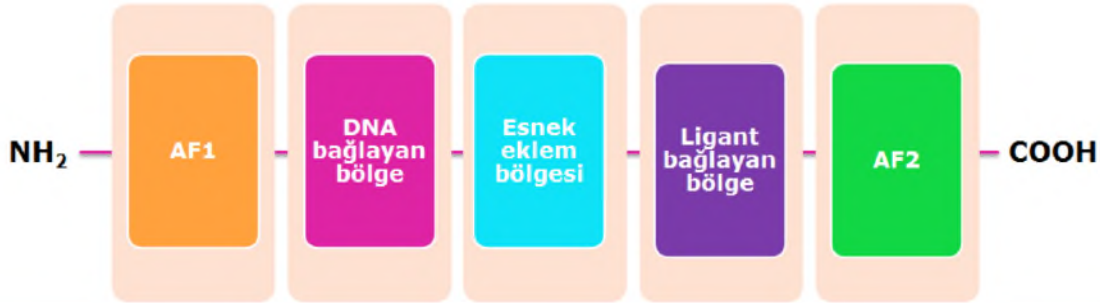 NH₂
AF1
DNA
bağlayan
bölge
Esnek
eklem
bölgesi
Ligant
bağlayan
bölge
AF2
COOH